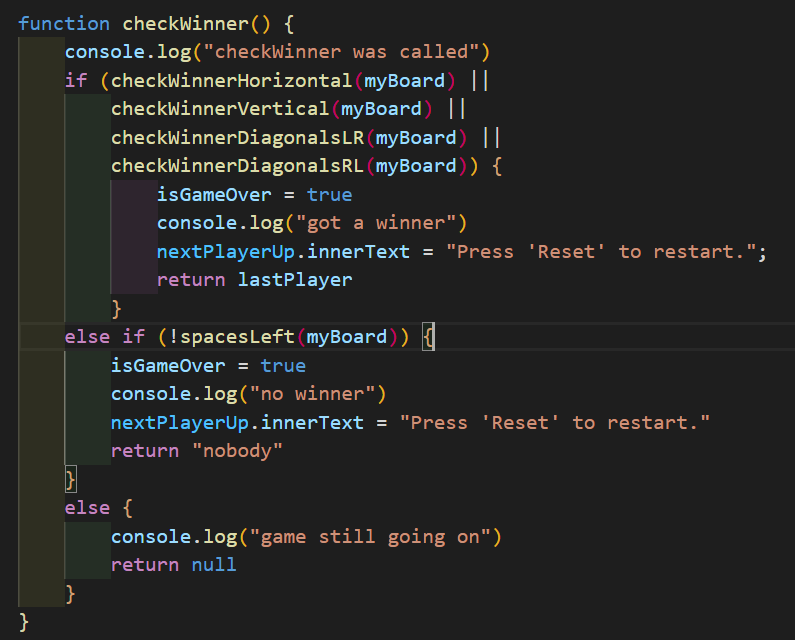 function checkWinner() {
    console.log("checkWinner was called")
    if (checkWinnerHorizontal(myBoard) ||
        checkWinnerVertical(myBoard) ||
        checkWinnerDiagonalsLR(myBoard) ||
        checkWinnerDiagonalsRL(myBoard)) {
            isGameOver = true
            console.log("got a winner")
            nextPlayerUp.innerText = "Press 'Reset' to restart.";
            return lastPlayer
        }
    else if (!spacesLeft(myBoard)) {
        isGameOver = true
        console.log("no winner")
        nextPlayerUp.innerText = "Press 'Reset' to restart."
        return "nobody"
    }
    else {
        console.log("game still going on")
        return null
    }
}